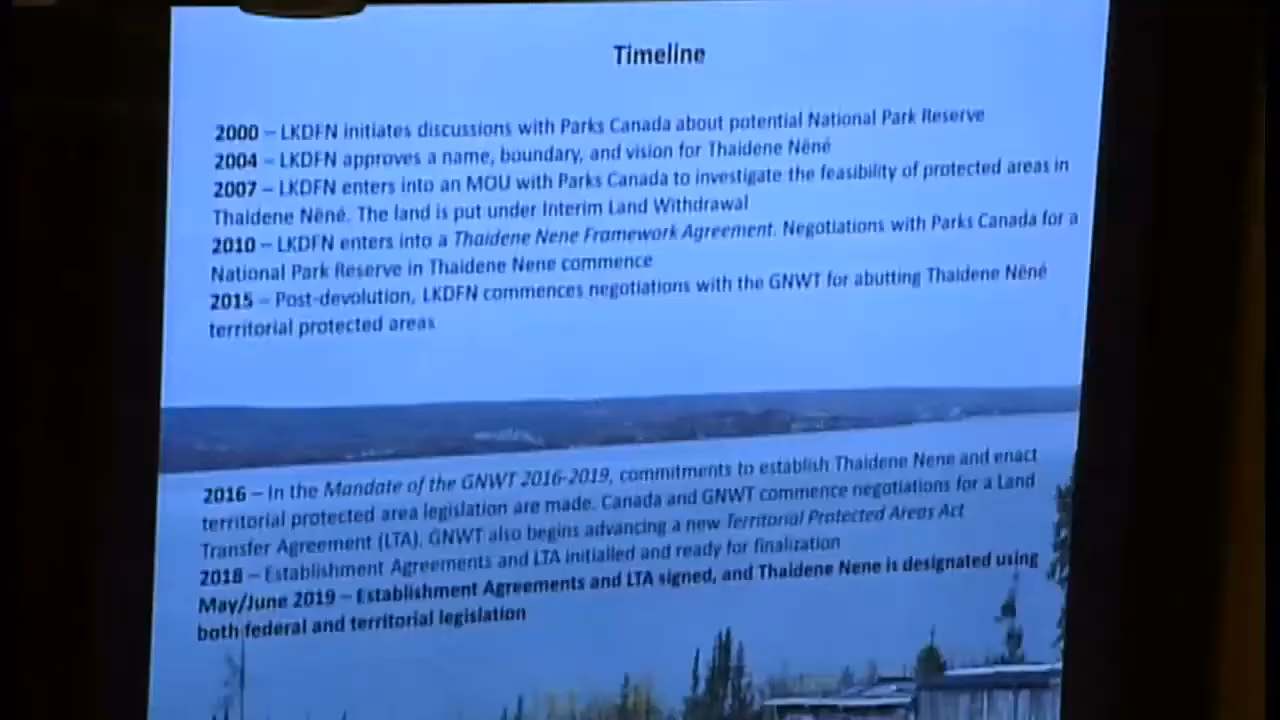 Timeline
2000 – LKDFN initiates discussions with Parks Canada about potential National Park Reserve
2004 – LKDFN approves a name, boundary, and vision for Thaidene Nëné
2007 – LKDFN enters into an MOU with Parks Canada to investigate the feasibility of protected areas in
Thaidene Nëné. The land is put under Interim Land Withdrawal
2010 – LKDFN enters into a Thaidene Nene Framework Agreement. Negotiations with Parks Canada for a
National Park Reserve in Thaidene Nene commence
2015 – Post-devolution, LKDFN commences negotiations with the GNWT for abutting Thaidene Nëné
territorial protected areas
2016 – In the Mandate of the GNWT 2016-2019, commitments to establish Thaidene Nene and enact
territorial protected area legislation are made. Canada and GNWT commence negotiations for a Land
Transfer Agreement (LTA). GNWT also begins advancing a new Territorial Protected Areas Act
2018 – Establishment Agreements and LTA initialled and ready for finalization
May/June 2019 – Establishment Agreements and LTA signed, and Thaidene Nene is designated using
both federal and territorial legislation